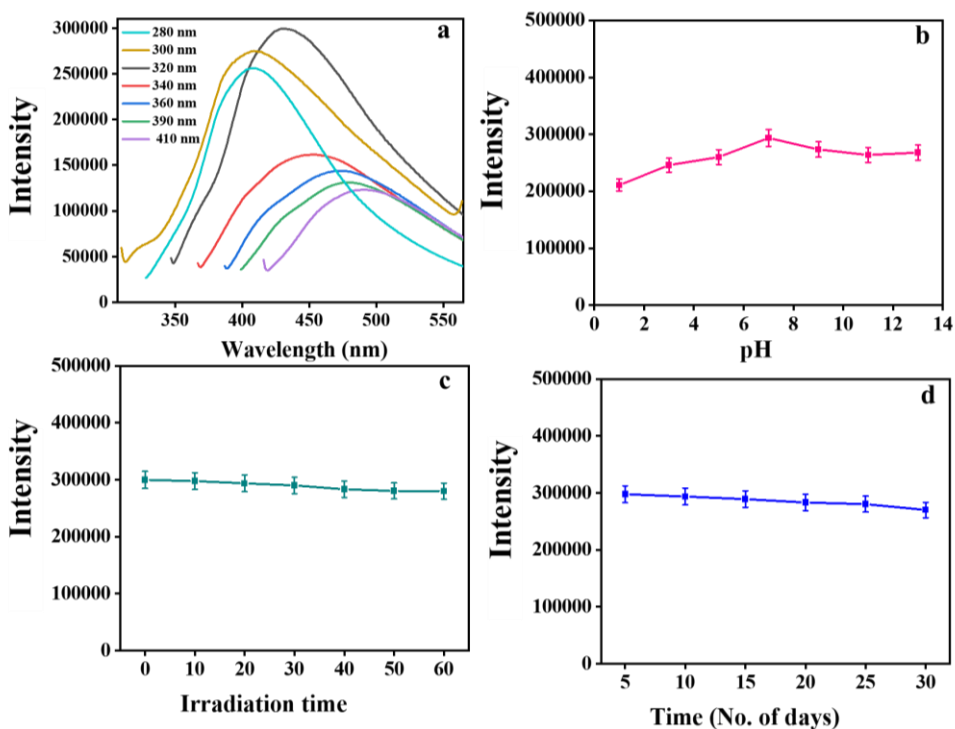 a
280 nm
300 nm
320 nm
340 nm
360 nm
390 nm
410 nm
300000
250000
200000
150000
100000
50000
0
350 400 450 500 550
Intensity
Wavelength (nm)
b
500000
400000
300000
200000
100000
0
0 2 4 6 8 10 12 14
Intensity
pH
c
500000
400000
300000
200000
100000
0
0 10 20 30 40 50 60
Intensity
Irradiation time
d
500000
400000
300000
200000
100000
0
5 10 15 20 25 30
Intensity
Time (No. of days)